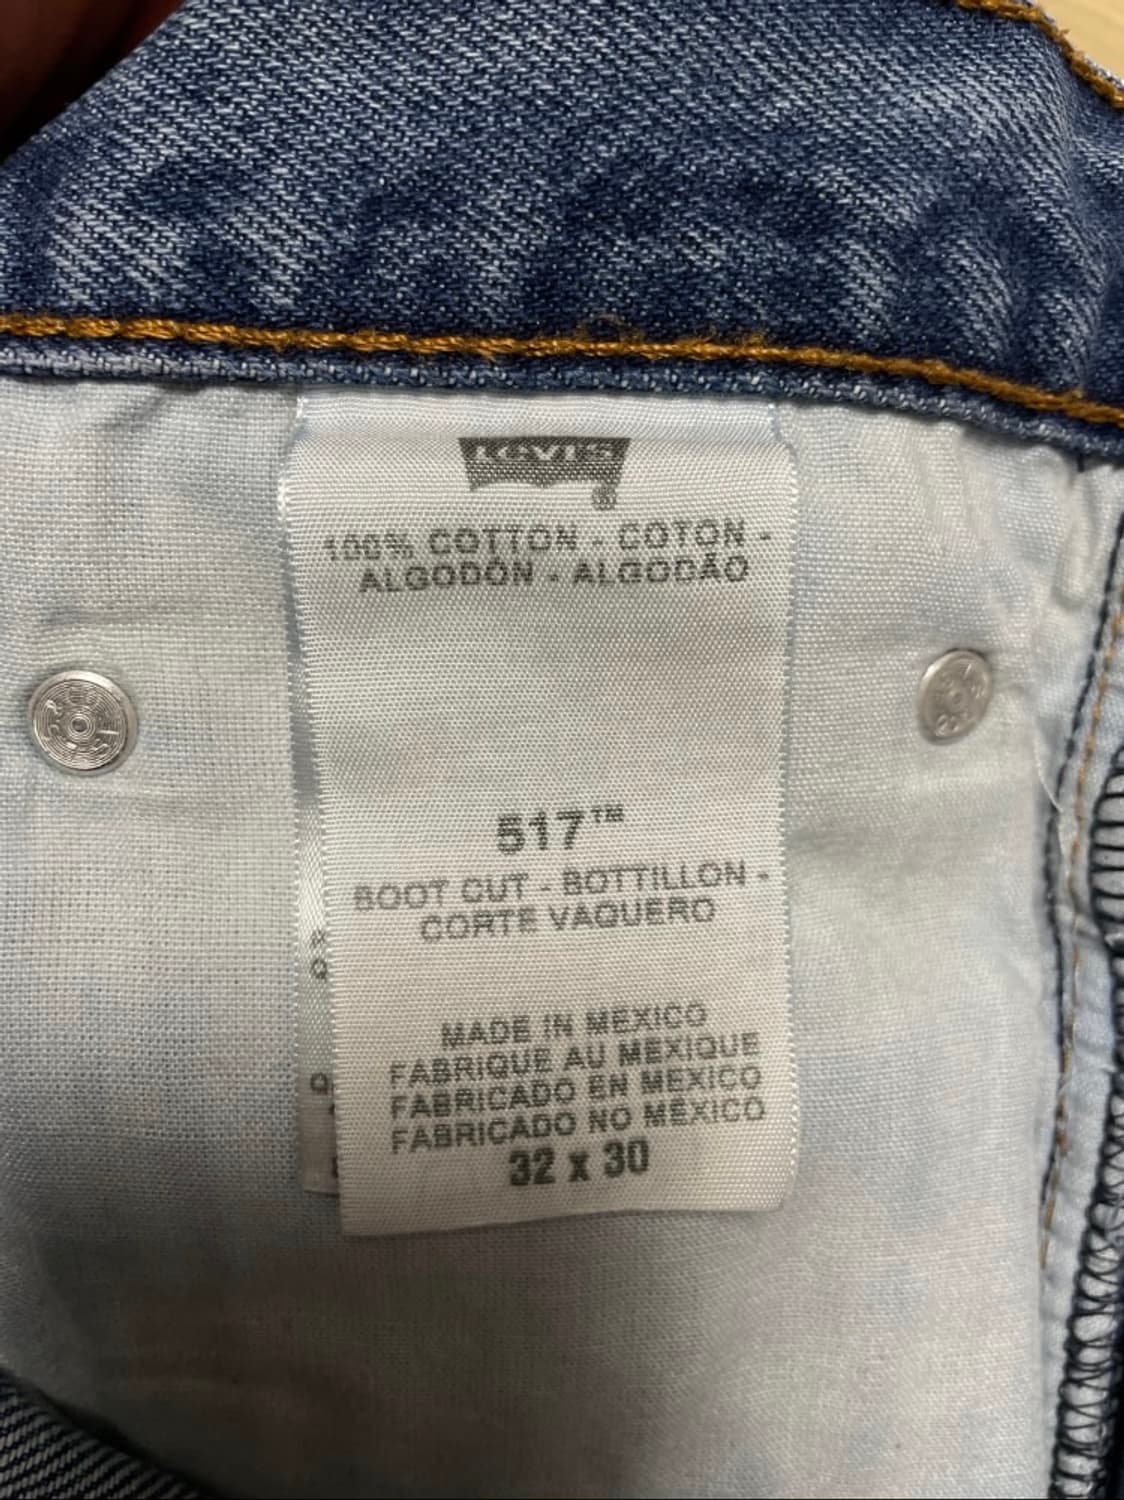 Levi's
®
100% COTTON - COTON -
ALGODÓN - ALGODÃO
517™
BOOT CUT - BOTTILLON -
CORTE VAQUERO
MADE IN MEXICO
FABRIQUE AU MEXIQUE
FABRICADO EN MEXICO
FABRICADO NO MÉXICO
32 x 30